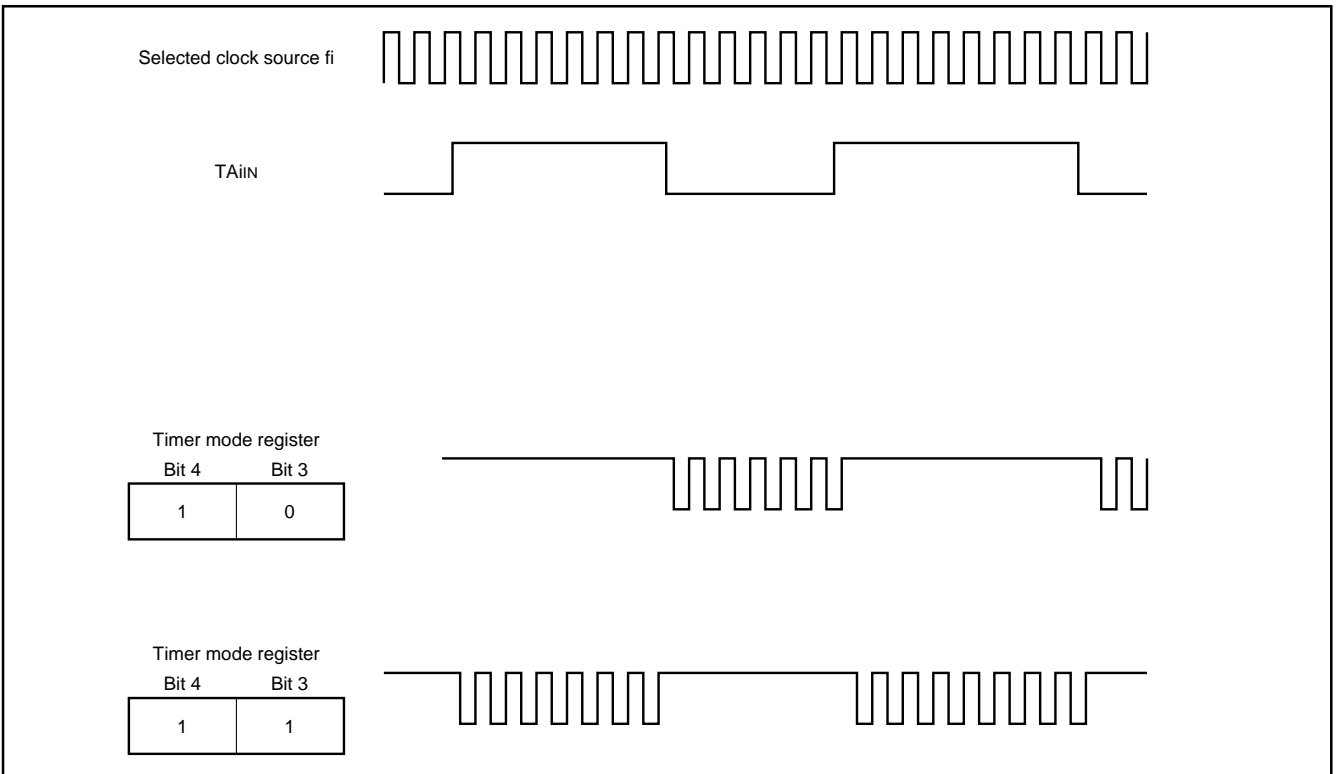 Selected clock source fi
TAiIN
Timer mode register
Bit 4 Bit 3
1 0
Timer mode register
Bit 4 Bit 3
1 1